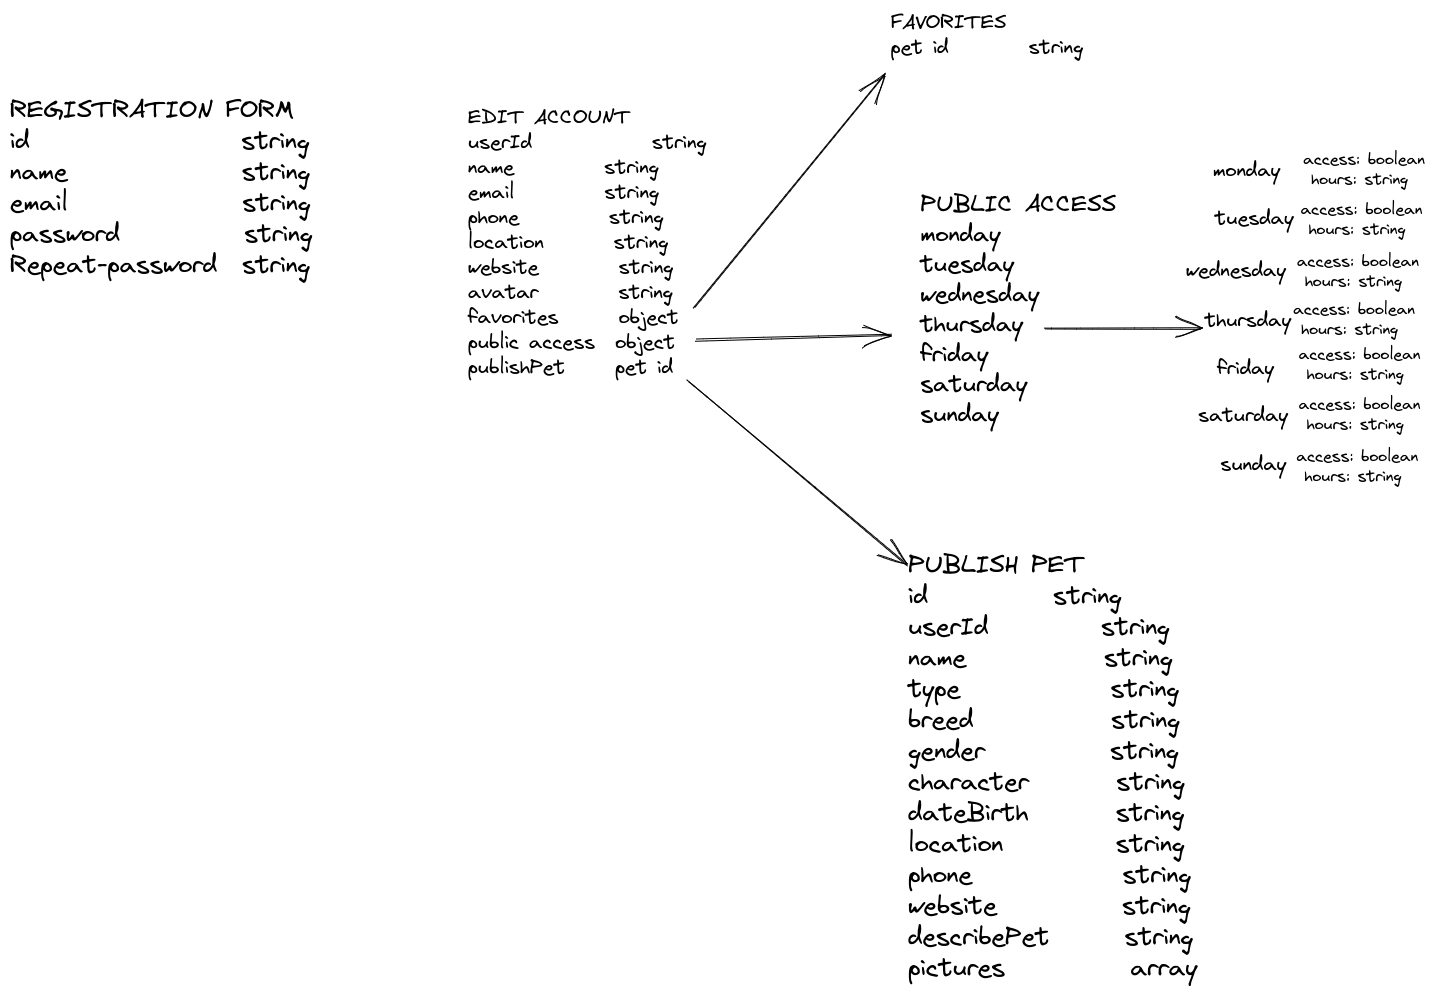 REGISTRATION FORM
id string
name string
email string
password string
Repeat-password string
EDIT ACCOUNT
userId string
name string
email string
phone string
location string
website string
avatar string
favorites object
public access object
publishPet pet id
FAVORITES
pet id string
PUBLIC ACCESS
monday
tuesday
wednesday
thursday
friday
saturday
sunday
monday access: boolean
hours: string
tuesday access: boolean
hours: string
wednesday access: boolean
hours: string
thursday access: boolean
hours: string
friday access: boolean
hours: string
saturday access: boolean
hours: string
sunday access: boolean
hours: string
PUBLISH PET
id string
userId string
name string
type string
breed string
gender string
character string
dateBirth string
location string
phone string
website string
describePet string
pictures array